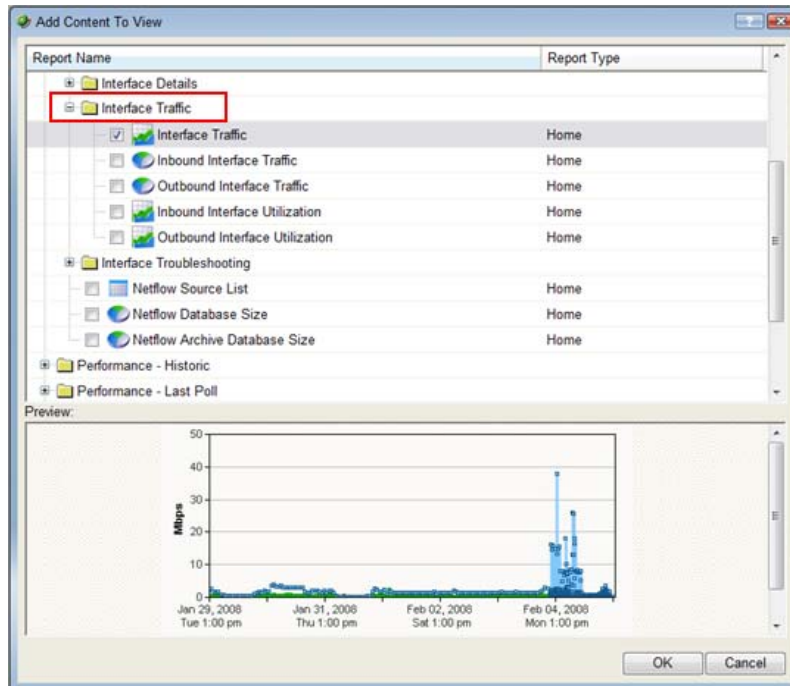 Add Content To View
Report Name Report Type
Interface Details
Interface Traffic
Interface Traffic Home
Inbound Interface Traffic Home
Outbound Interface Traffic Home
Inbound Interface Utilization Home
Outbound Interface Utilization Home
Interface Troubleshooting
Netflow Source List Home
Netflow Database Size Home
Netflow Archive Database Size Home
Performance - Historic
Performance - Last Poll
Preview:
50
40
30
20
10
0
Mbps
Jan 29, 2008 Jan 31, 2008 Feb 02, 2008 Feb 04, 2008
Tue 1:00 pm Thu 1:00 pm Sat 1:00 pm Mon 1:00 pm
OK Cancel